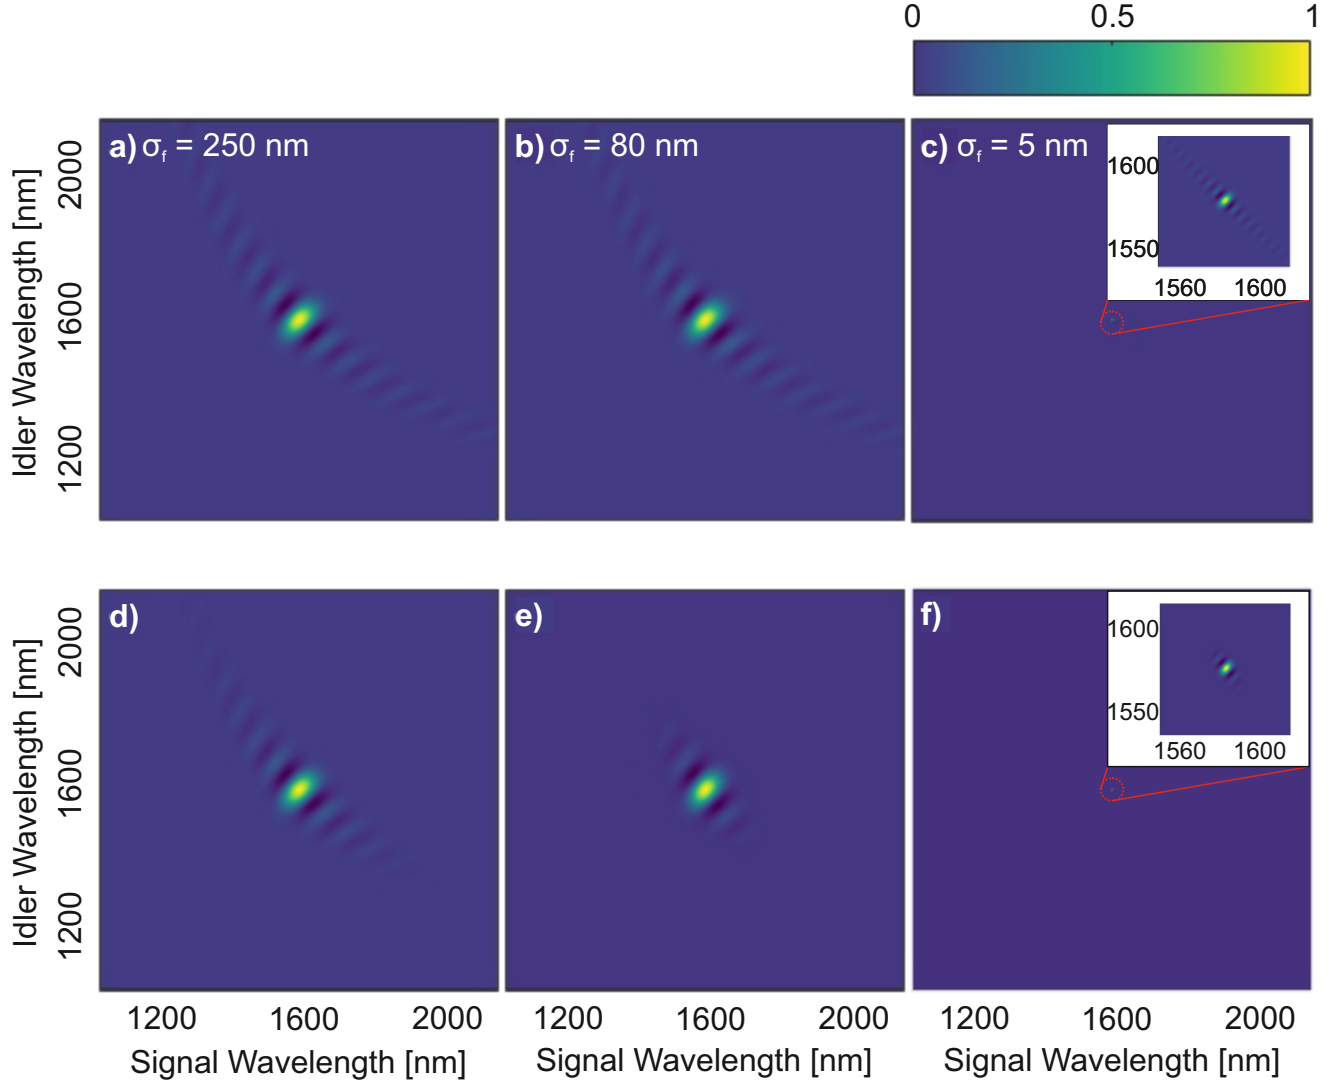 0 0.5 1
a) σf = 250 nm
b) σf = 80 nm
c) σf = 5 nm
1600
1550
1560 1600
Idler Wavelength [nm]
2000
1600
1200
d)
e)
f)
1600
1550
1560 1600
Idler Wavelength [nm]
2000
1600
1200
1200 1600 2000
1200 1600 2000
1200 1600 2000
Signal Wavelength [nm]
Signal Wavelength [nm]
Signal Wavelength [nm]